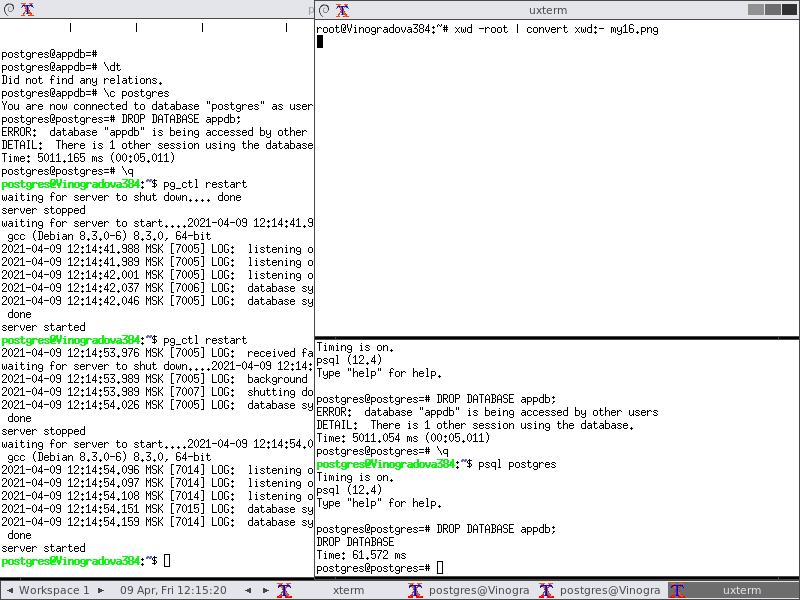 uxterm
postgres@appdb=#
postgres@appdb=# \dt
Did not find any relations.
postgres@appdb=# \c postgres
You are now connected to database "postgres" as user
postgres@postgres=# DROP DATABASE appdb;
ERROR:  database "appdb" is being accessed by other
DETAIL:  There is 1 other session using the database
Time: 5011.165 ms (00:05.011)
postgres@postgres=# \q
postgres@Vinogradova384:~$ pg_ctl restart
waiting for server to shut down.... done
server stopped
waiting for server to start....2021-04-09 12:14:41.9
 gcc (Debian 8.3.0-6) 8.3.0, 64-bit
2021-04-09 12:14:41.988 MSK [7005] LOG:  listening o
2021-04-09 12:14:41.989 MSK [7005] LOG:  listening o
2021-04-09 12:14:42.001 MSK [7005] LOG:  listening o
2021-04-09 12:14:42.037 MSK [7006] LOG:  database sy
2021-04-09 12:14:42.046 MSK [7005] LOG:  database sy
 done
server started
postgres@Vinogradova384:~$ pg_ctl restart
2021-04-09 12:14:53.976 MSK [7005] LOG:  received fa
waiting for server to shut down....2021-04-09 12:14:
2021-04-09 12:14:53.989 MSK [7005] LOG:  background
2021-04-09 12:14:53.989 MSK [7007] LOG:  shutting do
2021-04-09 12:14:54.026 MSK [7005] LOG:  database sy
 done
server stopped
waiting for server to start....2021-04-09 12:14:54.0
 gcc (Debian 8.3.0-6) 8.3.0, 64-bit
2021-04-09 12:14:54.096 MSK [7014] LOG:  listening o
2021-04-09 12:14:54.097 MSK [7014] LOG:  listening o
2021-04-09 12:14:54.108 MSK [7014] LOG:  listening o
2021-04-09 12:14:54.151 MSK [7015] LOG:  database sy
2021-04-09 12:14:54.159 MSK [7014] LOG:  database sy
 done
server started
postgres@Vinogradova384:~$
root@Vinogradova384:~# xwd -root | convert xwd:- my16.png
Timing is on.
psql (12.4)
Type "help" for help.
postgres@postgres=# DROP DATABASE appdb;
ERROR:  database "appdb" is being accessed by other users
DETAIL:  There is 1 other session using the database.
Time: 5011.054 ms (00:05.011)
postgres@postgres=# \q
postgres@Vinogradova384:~$ psql postgres
Timing is on.
psql (12.4)
Type "help" for help.
postgres@postgres=# DROP DATABASE appdb;
DROP DATABASE
Time: 61.572 ms
postgres@postgres=#
Workspace 1
09 Apr, Fri 12:15:20
xterm
postgres@Vinogra
postgres@Vinogra
uxterm